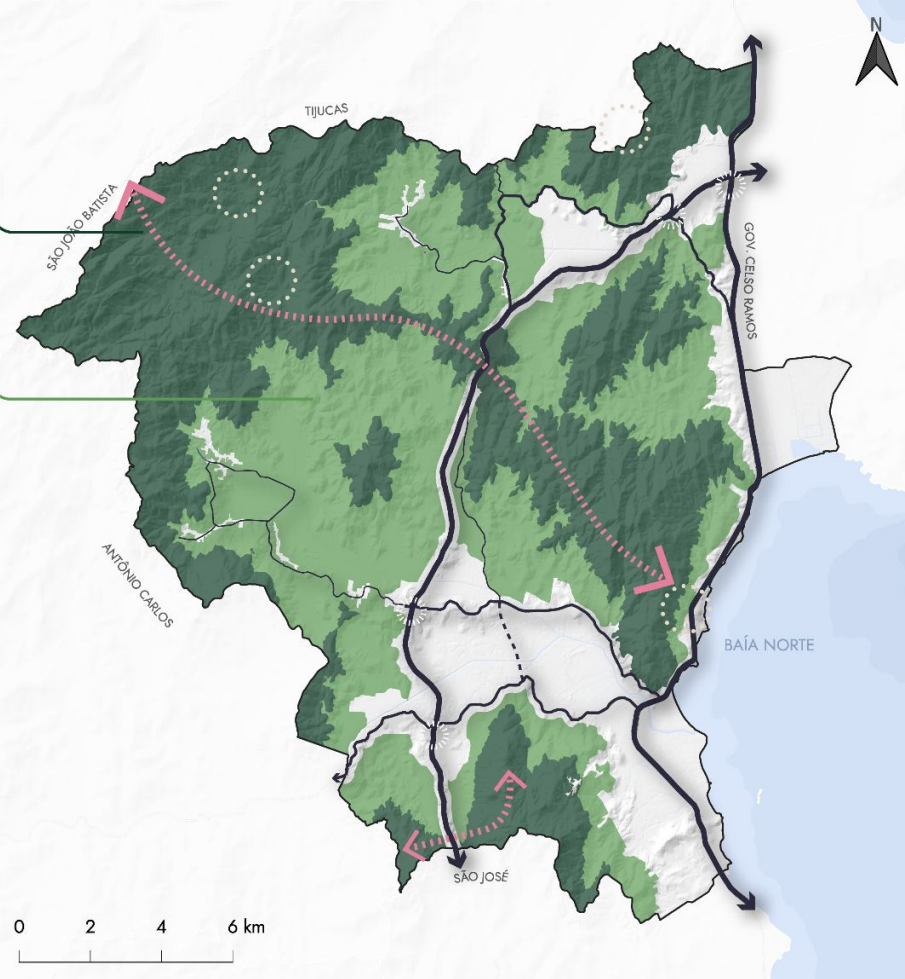 N
TIJUCAS
SÃO JOÃO BATISTA
GOV. CELSO RAMOS
ANTÔNIO CARLOS
BAÍA NORTE
SÃO JOSÉ
0 2 4 6 km